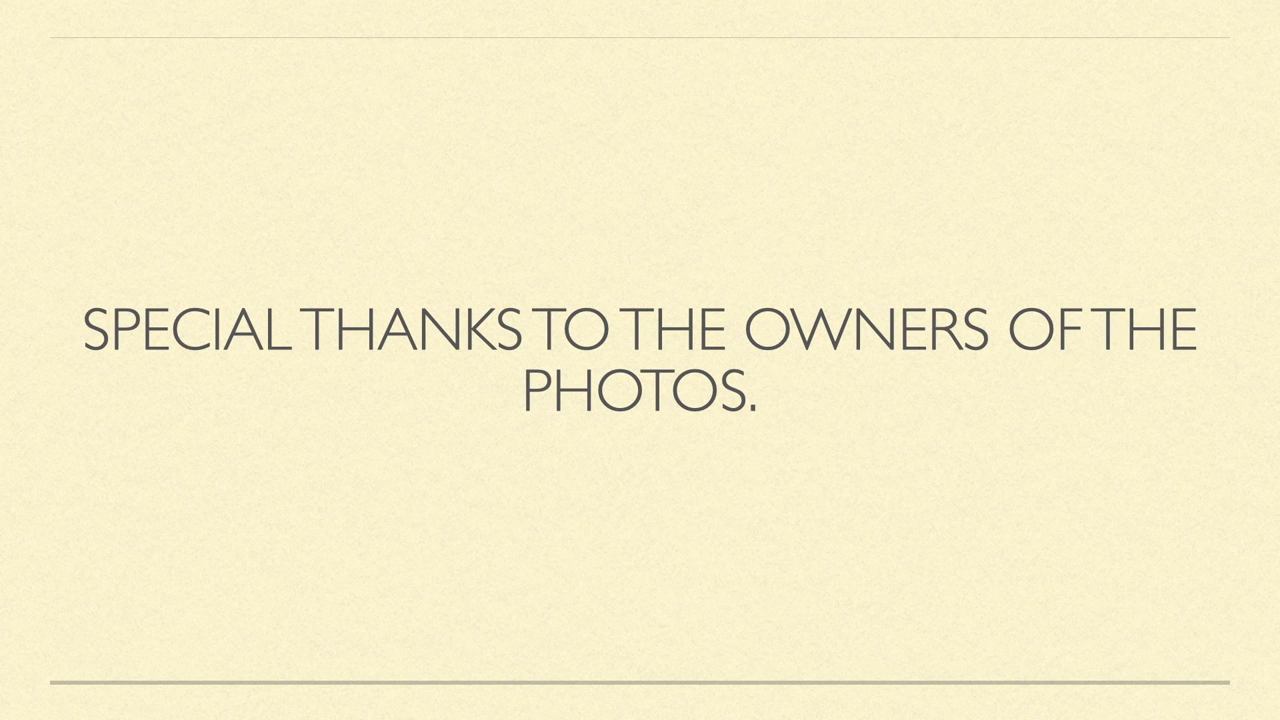 SPECIAL THANKS TO THE OWNERS OF THE
PHOTOS.